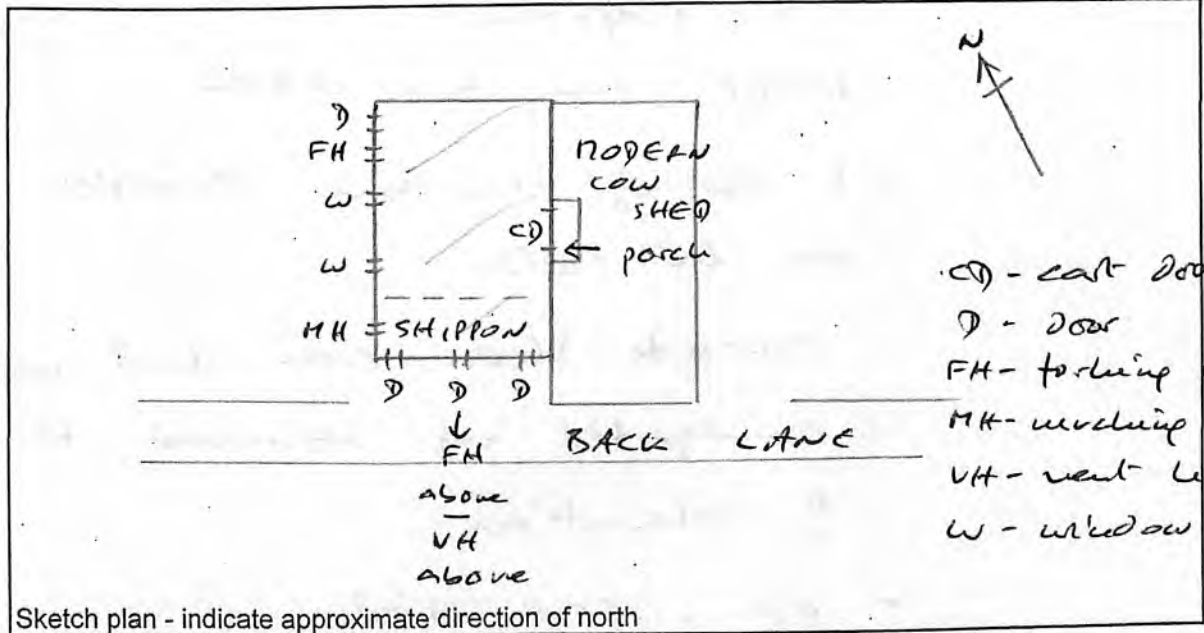 N
D
FH
W
W
MH
MODERN
COW
SHED
CD
porch
SHIPPON
D D D
FH
above
VH
above
BACK LANE
CD - cart Doo
D - Door
FH - forking
MH - mucking
VH - vent
W - window
Sketch plan - indicate approximate direction of north